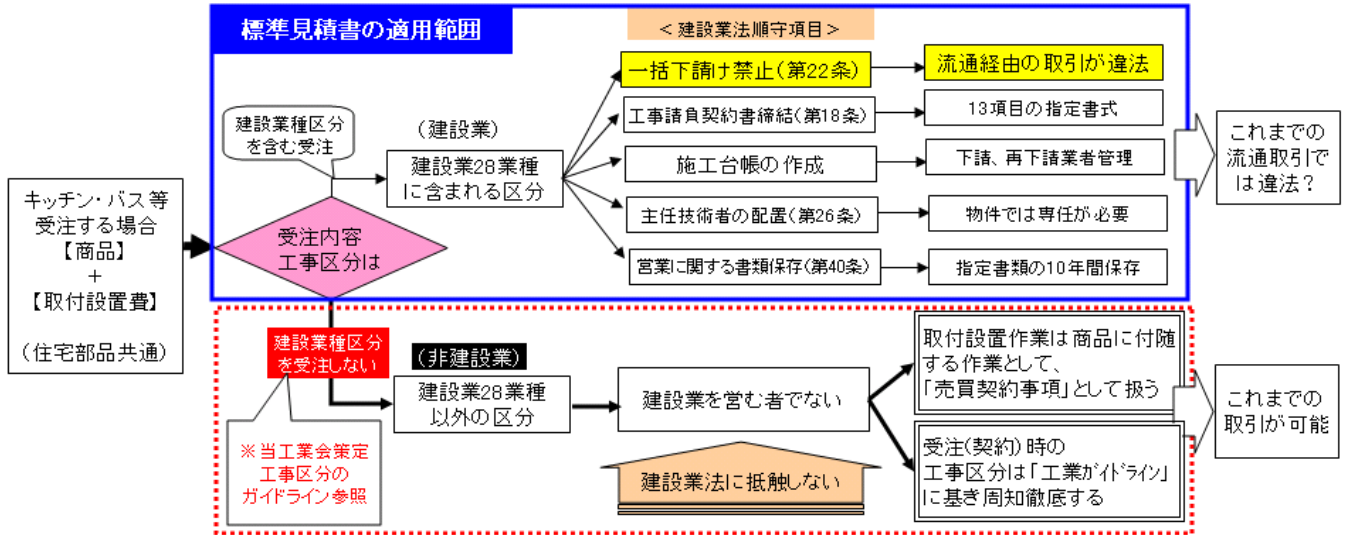 標準見積書の適用範囲
＜建設業法順守項目＞
建設業種区分
を含む受注
（建設業）
建設業28業種
に含まれる区分
一括下請け禁止（第22条）
流通経由の取引が違法
工事請負契約書締結（第18条）
13項目の指定書式
施工台帳の作成
下請、再下請業者管理
主任技術者の配置（第26条）
物件では専任が必要
営業に関する書類保存（第40条）
指定書類の10年間保存
これまでの
流通取引で
は違法？
キッチン・バス等
受注する場合
【商品】
＋
【取付設置費】
（住宅部品共通）
受注内容
工事区分は
建設業種区分
を受注しない
（非建設業）
建設業28業種
以外の区分
※当工業会策定
工事区分の
ガイドライン参照
建設業を営む者でない
建設業法に抵触しない
取付設置作業は商品に付随
する作業として、
「売買契約事項」として扱う
受注（契約）時の
工事区分は「工業ｶﾞｲﾄﾞﾗｲﾝ」
に基き周知徹底する
これまでの
取引が可能